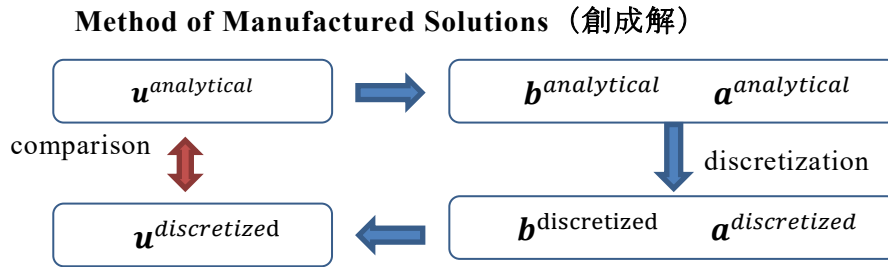 Method of Manufactured Solutions（創成解）
u^analytical
b^analytical a^analytical
comparison
discretization
u^discretized
b^discretized a^discretized